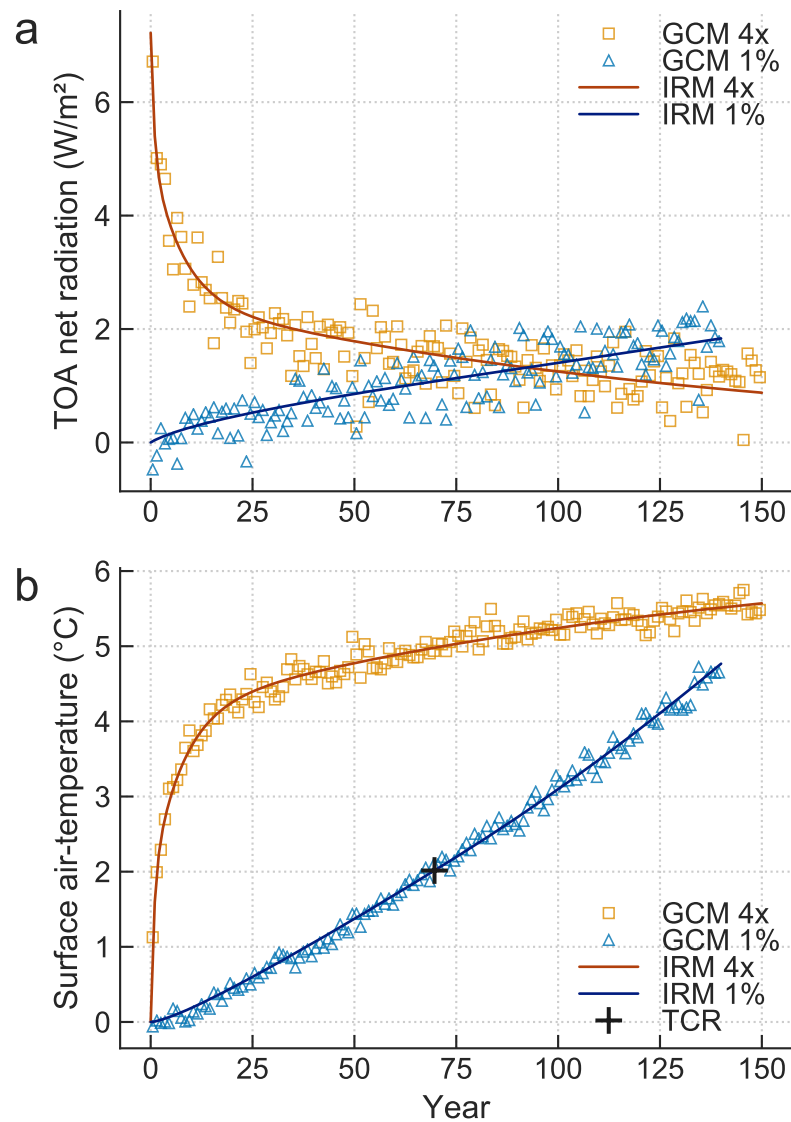 a
TOA net radiation (W/m²)
6
4
2
0
GCM 4x
GCM 1%
IRM 4x
IRM 1%
0 25 50 75 100 125 150
b
Surface air-temperature (°C)
6
5
4
3
2
1
0
GCM 4x
GCM 1%
IRM 4x
IRM 1%
TCR
0 25 50 75 100 125 150
Year